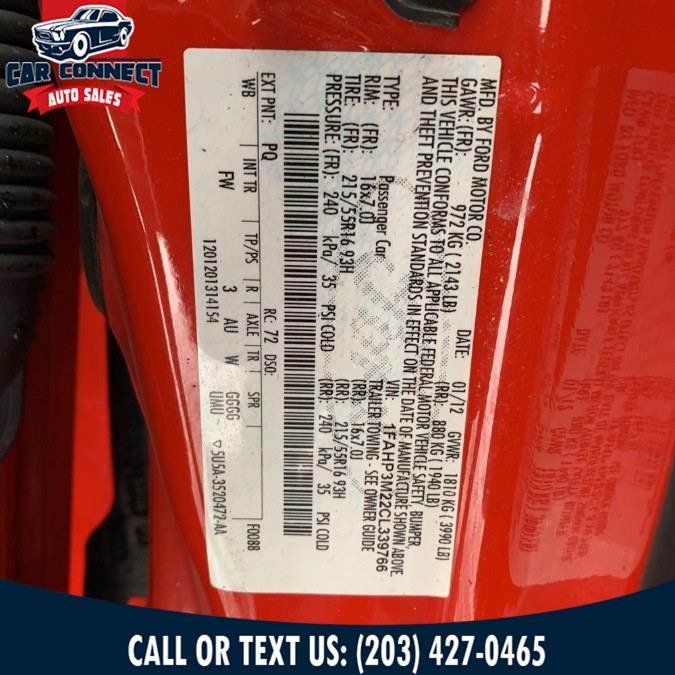 CAR CONNECT
AUTO SALES
MFD. BY FORD MOTOR CO.
DATE: 01/12 GVWR: 1810 KG ( 3990 LB)
GAWR: (FR): 972 KG ( 2143 LB) (RR): 880 KG ( 1940 LB)
THIS VEHICLE CONFORMS TO ALL APPLICABLE FEDERAL MOTOR VEHICLE SAFETY, BUMPER,
AND THEFT PREVENTION STANDARDS IN EFFECT ON THE DATE OF MANUFACTURE SHOWN ABOVE
VIN: 1FAHP3M22CL339766
TYPE: Passenger Car TRAILER TOWING - SEE OWNER GUIDE
RIM: (FR): 16x7.0J (RR): 16x7.0J
TIRE: (FR): 215/55R16 93H (RR): 215/55R16 93H
PRESSURE: (FR): 240 kPa/ 35 PSI COLD (RR): 240 kPa/ 35 PSI COLD
EXT PNT: PQ RC: 72 DSO: F0088
WB INT TR TP/PS R AXLE TR SPR
FW 3 AU W GGGG
1201201314154 UMU 5U5A-3520472-AA
CALL OR TEXT US: (203) 427-0465